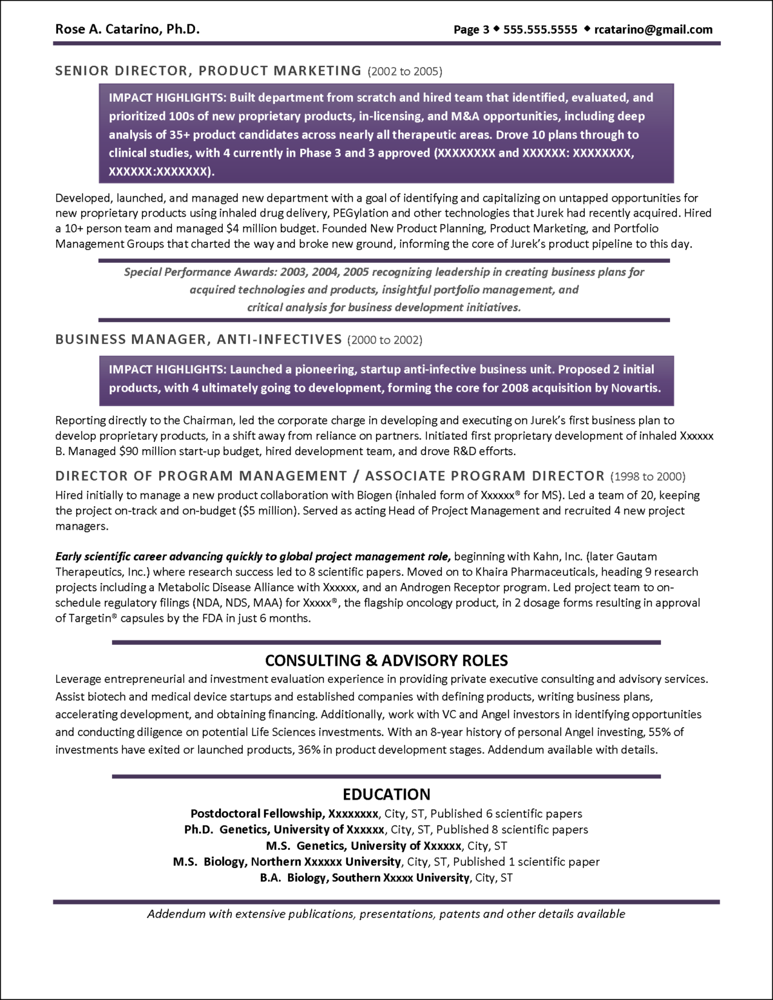 Rose A. Catarino, Ph.D. Page 3 ◆ 555.555.5555 ◆ rcatarino@gmail.com
SENIOR DIRECTOR, PRODUCT MARKETING (2002 to 2005)
IMPACT HIGHLIGHTS: Built department from scratch and hired team that identified, evaluated, and
prioritized 100s of new proprietary products, in-licensing, and M&A opportunities, including deep
analysis of 35+ product candidates across nearly all therapeutic areas. Drove 10 plans through to
clinical studies, with 4 currently in Phase 3 and 3 approved (XXXXXXXX and XXXXXX: XXXXXXXX,
XXXXXX:XXXXXXX).
Developed, launched, and managed new department with a goal of identifying and capitalizing on untapped opportunities for
new proprietary products using inhaled drug delivery, PEGylation and other technologies that Jurek had recently acquired. Hired
a 10+ person team and managed $4 million budget. Founded New Product Planning, Product Marketing, and Portfolio
Management Groups that charted the way and broke new ground, informing the core of Jurek’s product pipeline to this day.
Special Performance Awards: 2003, 2004, 2005 recognizing leadership in creating business plans for
acquired technologies and products, insightful portfolio management, and
critical analysis for business development initiatives.
BUSINESS MANAGER, ANTI-INFECTIVES (2000 to 2002)
IMPACT HIGHLIGHTS: Launched a pioneering, startup anti-infective business unit. Proposed 2 initial
products, with 4 ultimately going to development, forming the core for 2008 acquisition by Novartis.
Reporting directly to the Chairman, led the corporate charge in developing and executing on Jurek’s first business plan to
develop proprietary products, in a shift away from reliance on partners. Initiated first proprietary development of inhaled Xxxxxx
B. Managed $90 million start-up budget, hired development team, and drove R&D efforts.
DIRECTOR OF PROGRAM MANAGEMENT / ASSOCIATE PROGRAM DIRECTOR (1998 to 2000)
Hired initially to manage a new product collaboration with Biogen (inhaled form of Xxxxxx® for MS). Led a team of 20, keeping
the project on-track and on-budget ($5 million). Served as acting Head of Project Management and recruited 4 new project
managers.
Early scientific career advancing quickly to global project management role, beginning with Kahn, Inc. (later Gautam
Therapeutics, Inc.) where research success led to 8 scientific papers. Moved on to Khaira Pharmaceuticals, heading 9 research
projects including a Metabolic Disease Alliance with Xxxxxx, and an Androgen Receptor program. Led project team to on-
schedule regulatory filings (NDA, NDS, MAA) for Xxxxx®, the flagship oncology product, in 2 dosage forms resulting in approval
of Targetin® capsules by the FDA in just 6 months.
CONSULTING & ADVISORY ROLES
Leverage entrepreneurial and investment evaluation experience in providing private executive consulting and advisory services.
Assist biotech and medical device startups and established companies with defining products, writing business plans,
accelerating development, and obtaining financing. Additionally, work with VC and Angel investors in identifying opportunities
and conducting diligence on potential Life Sciences investments. With an 8-year history of personal Angel investing, 55% of
investments have exited or launched products, 36% in product development stages. Addendum available with details.
EDUCATION
Postdoctoral Fellowship, Xxxxxxxx, City, ST, Published 6 scientific papers
Ph.D. Genetics, University of Xxxxxx, City, ST, Published 8 scientific papers
M.S. Genetics, University of Xxxxxx, City, ST
M.S. Biology, Northern Xxxxxx University, City, ST, Published 1 scientific paper
B.A. Biology, Southern Xxxxx University, City, ST
Addendum with extensive publications, presentations, patents and other details available